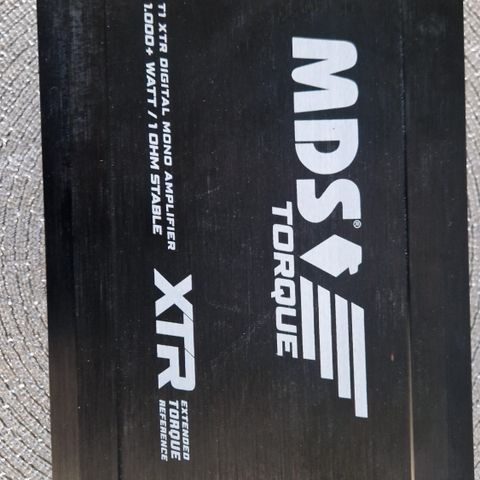 MDS®
TORQUE
T1 XTR DIGITAL MONO AMPLIFIER
1.000+ WATT / 1 OHM STABLE
XTR
EXTENDED
TORQUE
REFERENCE